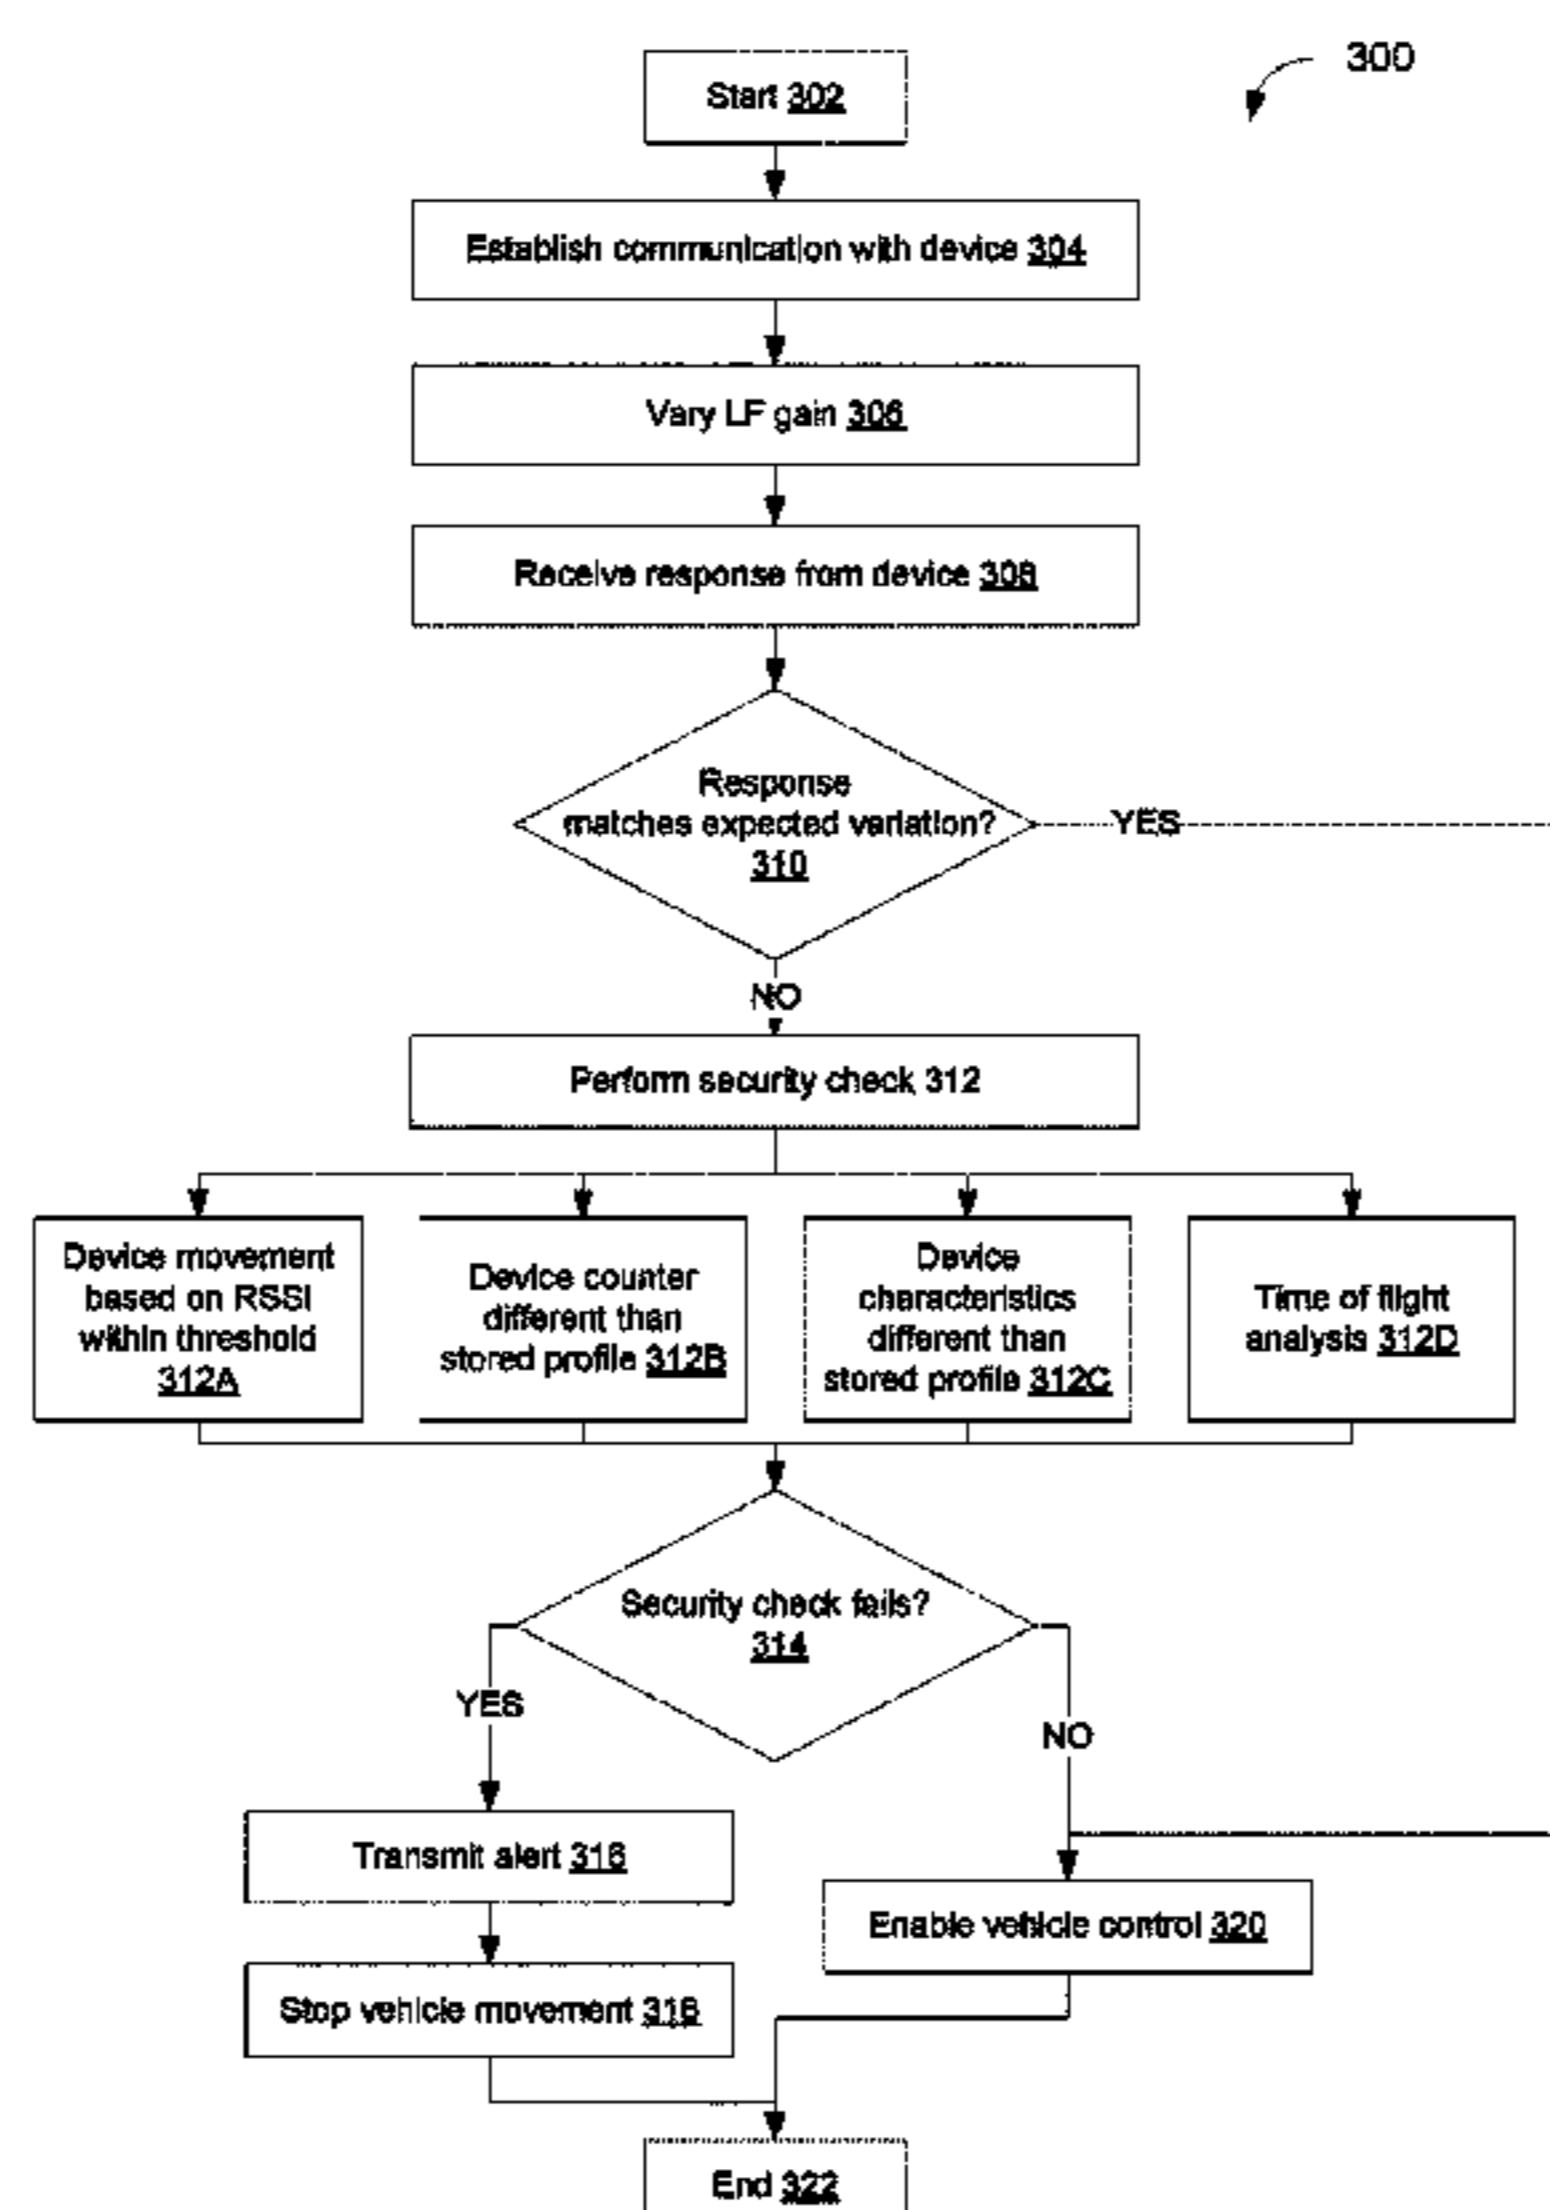 300
Start 302
Establish communication with device 304
Vary LF gain 306
Receive response from device 308
Response
matches expected variation?
310
YES
NO
Perform security check 312
Device movement
based on RSSI
within threshold
312A
Device counter
different than
stored profile 312B
Device
characteristics
different than
stored profile 312C
Time of flight
analysis 312D
Security check fails?
314
YES
NO
Transmit alert 316
Enable vehicle control 320
Stop vehicle movement 318
End 322